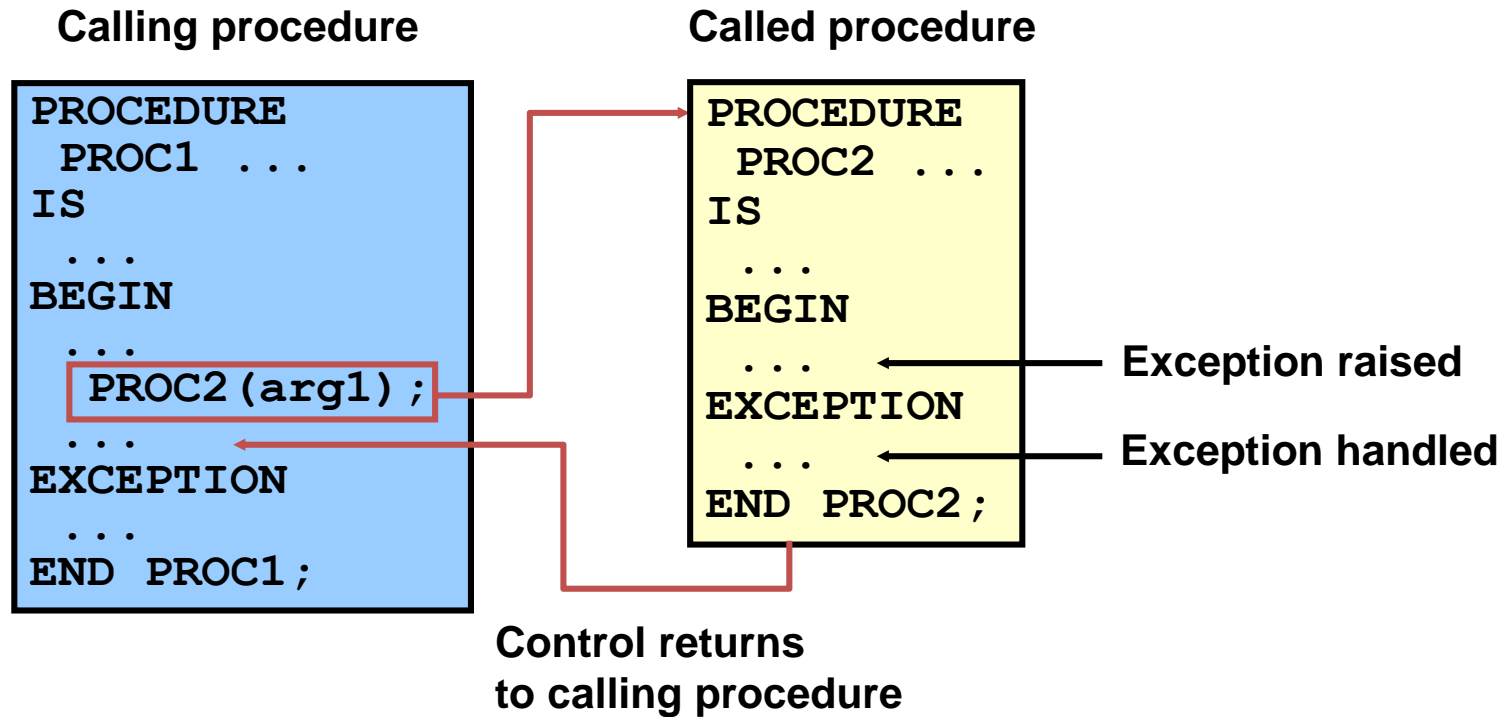 Calling procedure
PROCEDURE
PROC1 ...
IS
...
BEGIN
...
PROC2(arg1);
...
EXCEPTION
...
END PROC1;
Called procedure
PROCEDURE
PROC2 ...
IS
...
BEGIN
...
EXCEPTION
...
END PROC2;
Exception raised
Exception handled
Control returns
to calling procedure